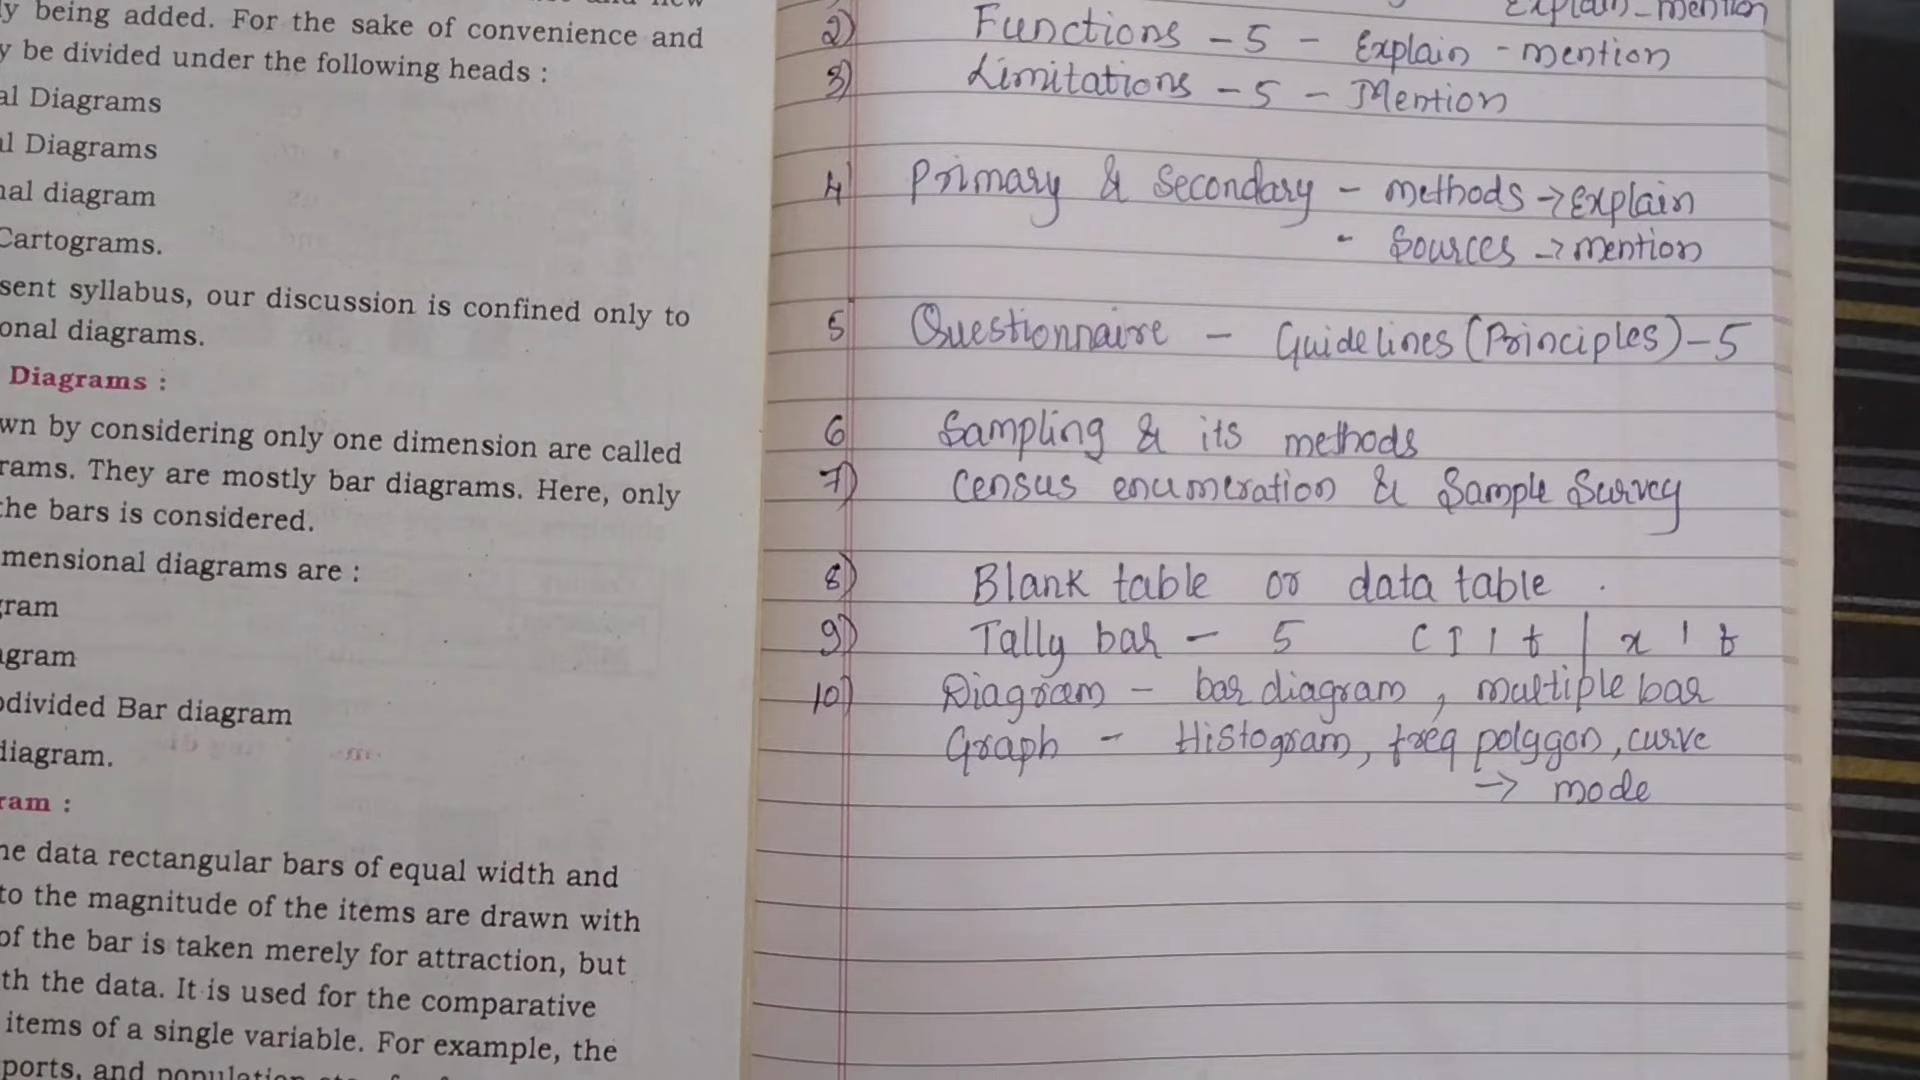 y being added. For the sake of convenience and
y be divided under the following heads :
al Diagrams
l Diagrams
nal diagram
Cartograms.
sent syllabus, our discussion is confined only to
onal diagrams.
Diagrams :
wn by considering only one dimension are called
rams. They are mostly bar diagrams. Here, only
the bars is considered.
mensional diagrams are :
gram
agram
odivided Bar diagram
diagram.
ram :
he data rectangular bars of equal width and
to the magnitude of the items are drawn with
of the bar is taken merely for attraction, but
th the data. It is used for the comparative
items of a single variable. For example, the
ports, and population
Explain - mention
2) Functions - 5 - Explain - mention
3) Limitations - 5 - Mention
4) Primary & Secondary - methods → Explain
- Sources → mention
5 Questionnaire - Guidelines (Principles) - 5
6 Sampling & its methods
7) Census enumeration & Sample Survey
8) Blank table or data table .
9) Tally bar - 5 CI | f | x | f
10) Diagram - bar diagram, multiple bar
Graph - Histogram, freq polygon, curve
→ mode